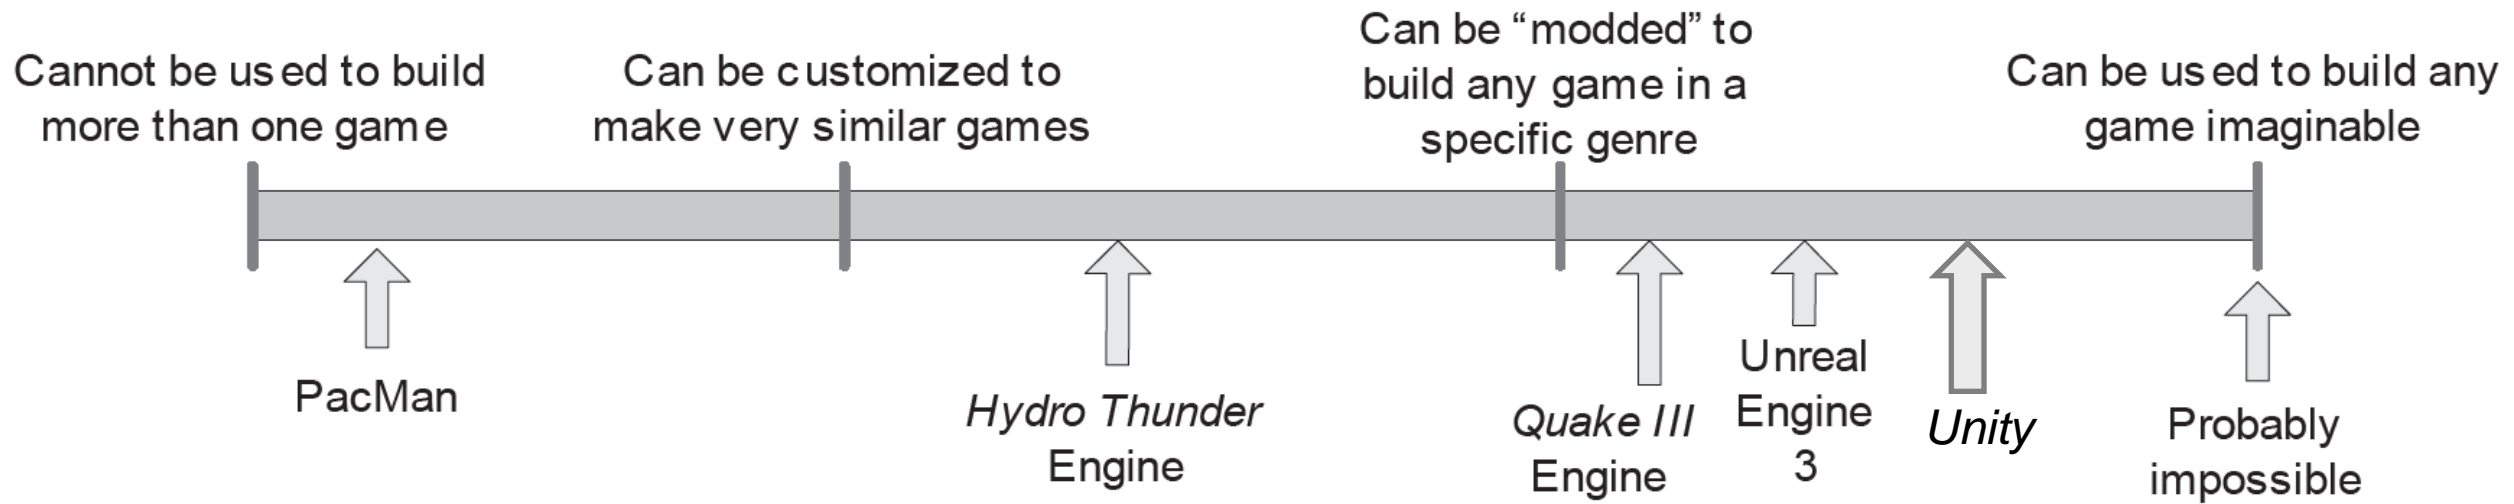 Cannot be used to build
more than one game
Can be customized to
make very similar games
Can be “modded” to
build any game in a
specific genre
Can be used to build any
game imaginable
PacMan
Hydro Thunder
Engine
Quake III
Engine
Unreal
Engine
3
Unity
Probably
impossible